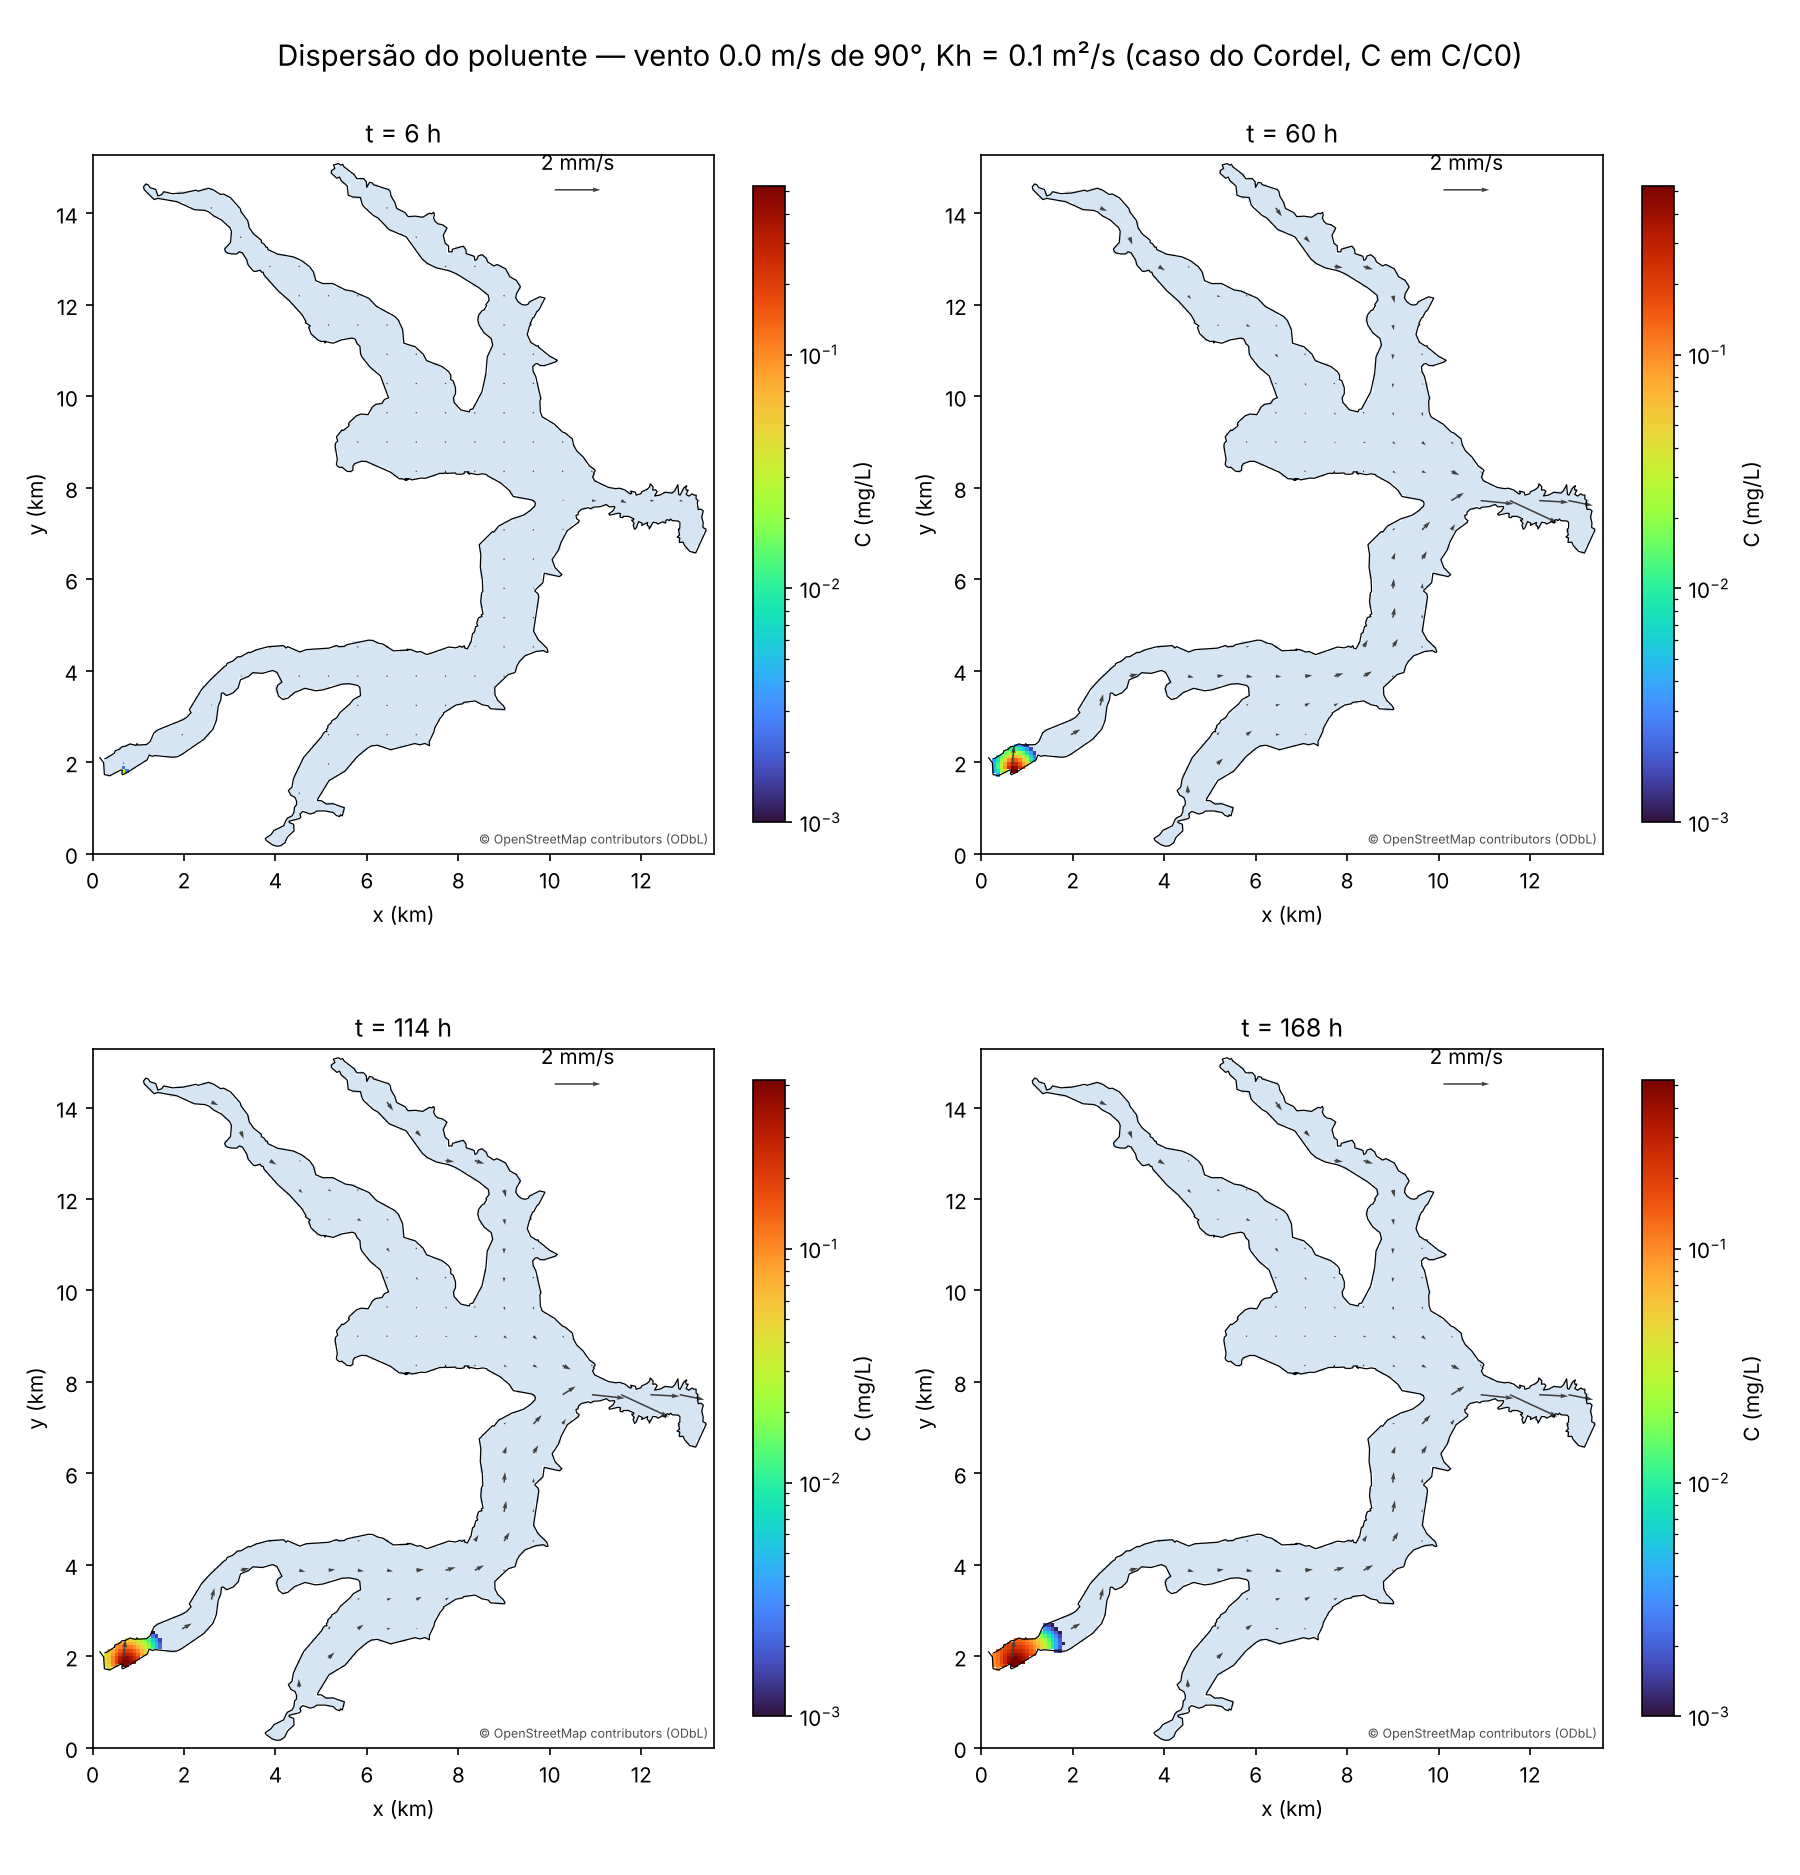 Dispersão do poluente — vento 0.0 m/s de 90°, Kh = 0.1 m²/s (caso do Cordel, C em C/C0)
t = 6 h
2 mm/s
14
12
10
8
6
4
2
0
y (km)
0 2 4 6 8 10 12
x (km)
© OpenStreetMap contributors (ODbL)
10⁻¹
10⁻²
10⁻³
C (mg/L)
t = 60 h
2 mm/s
14
12
10
8
6
4
2
0
y (km)
0 2 4 6 8 10 12
x (km)
© OpenStreetMap contributors (ODbL)
10⁻¹
10⁻²
10⁻³
C (mg/L)
t = 114 h
2 mm/s
14
12
10
8
6
4
2
0
y (km)
0 2 4 6 8 10 12
x (km)
© OpenStreetMap contributors (ODbL)
10⁻¹
10⁻²
10⁻³
C (mg/L)
t = 168 h
2 mm/s
14
12
10
8
6
4
2
0
y (km)
0 2 4 6 8 10 12
x (km)
© OpenStreetMap contributors (ODbL)
10⁻¹
10⁻²
10⁻³
C (mg/L)